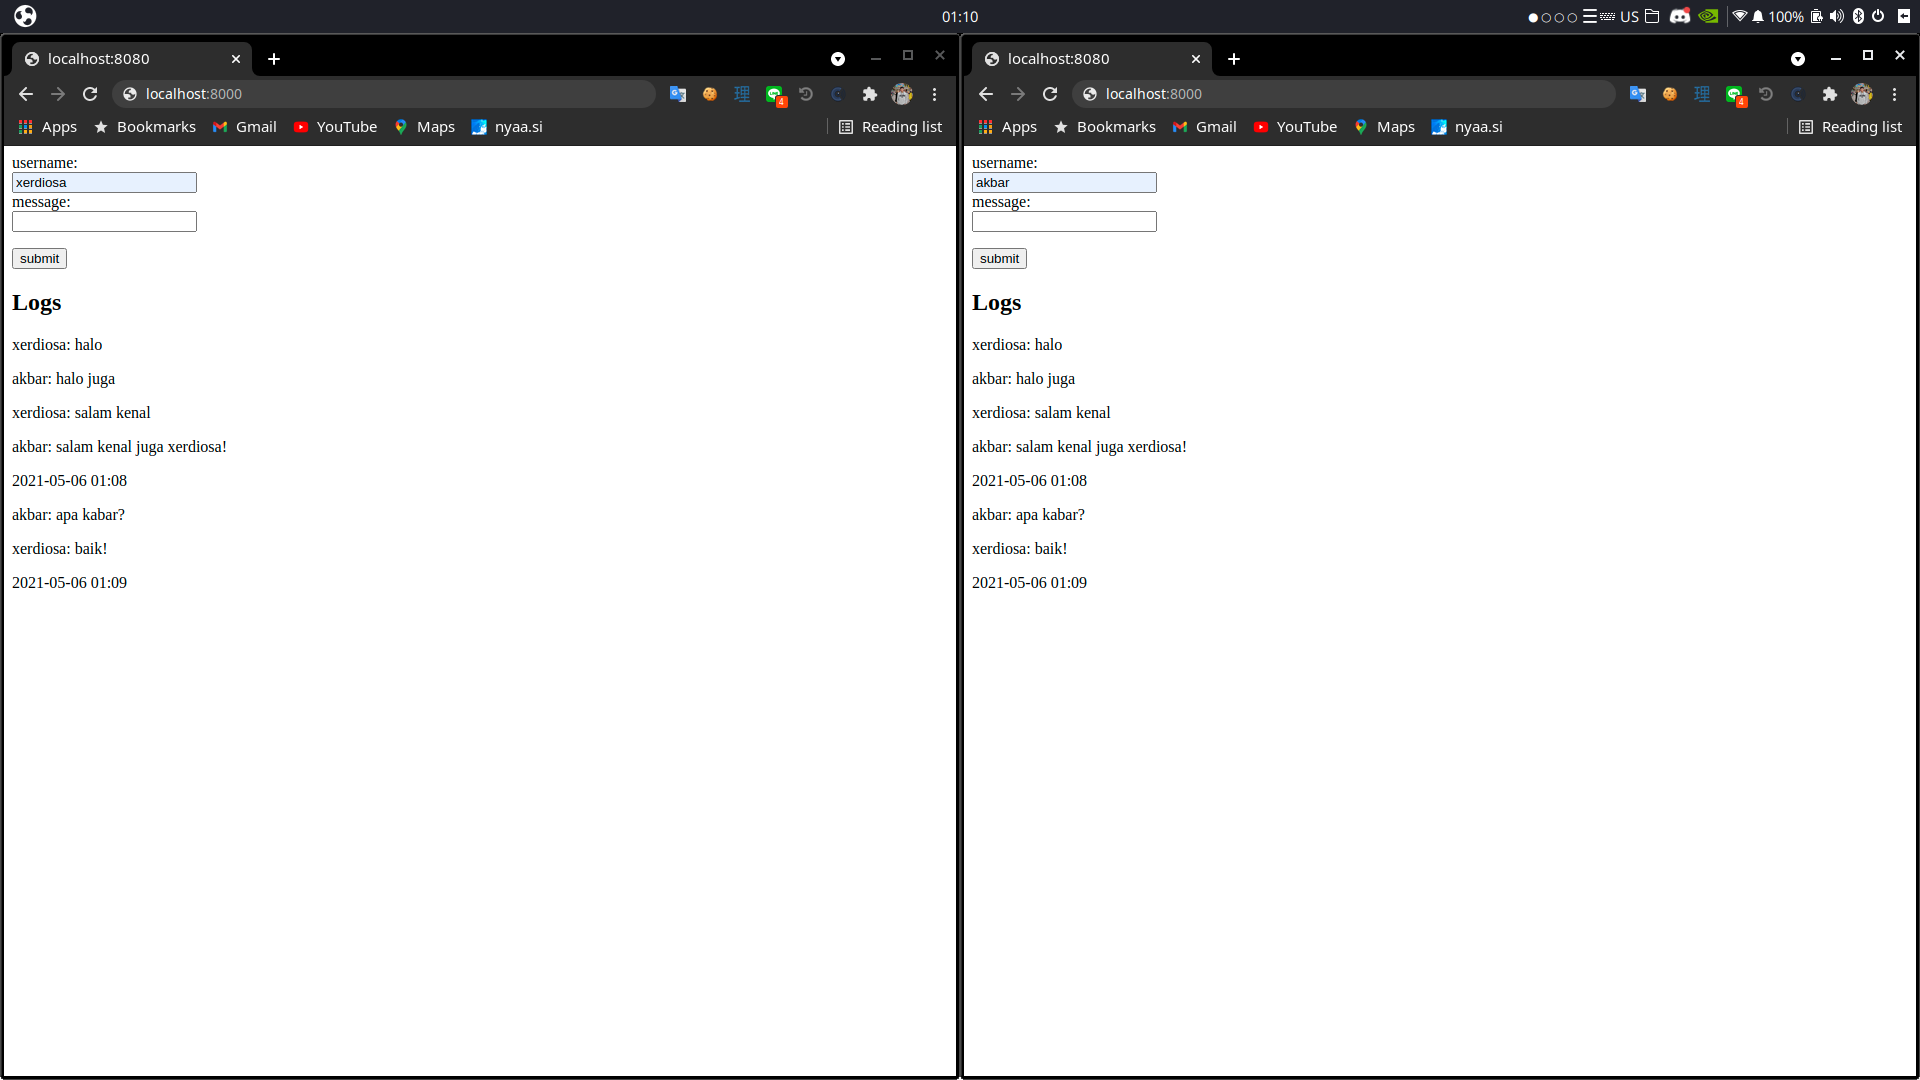 01:10
US
100%
localhost:8080
localhost:8000
4
Apps
Bookmarks
Gmail
YouTube
Maps
nyaa.si
Reading list
username:
xerdiosa
message:
submit
Logs
xerdiosa: halo
akbar: halo juga
xerdiosa: salam kenal
akbar: salam kenal juga xerdiosa!
2021-05-06 01:08
akbar: apa kabar?
xerdiosa: baik!
2021-05-06 01:09
localhost:8080
localhost:8000
理
4
Apps
Bookmarks
Gmail
YouTube
Maps
nyaa.si
Reading list
username:
akbar
message:
submit
Logs
xerdiosa: halo
akbar: halo juga
xerdiosa: salam kenal
akbar: salam kenal juga xerdiosa!
2021-05-06 01:08
akbar: apa kabar?
xerdiosa: baik!
2021-05-06 01:09